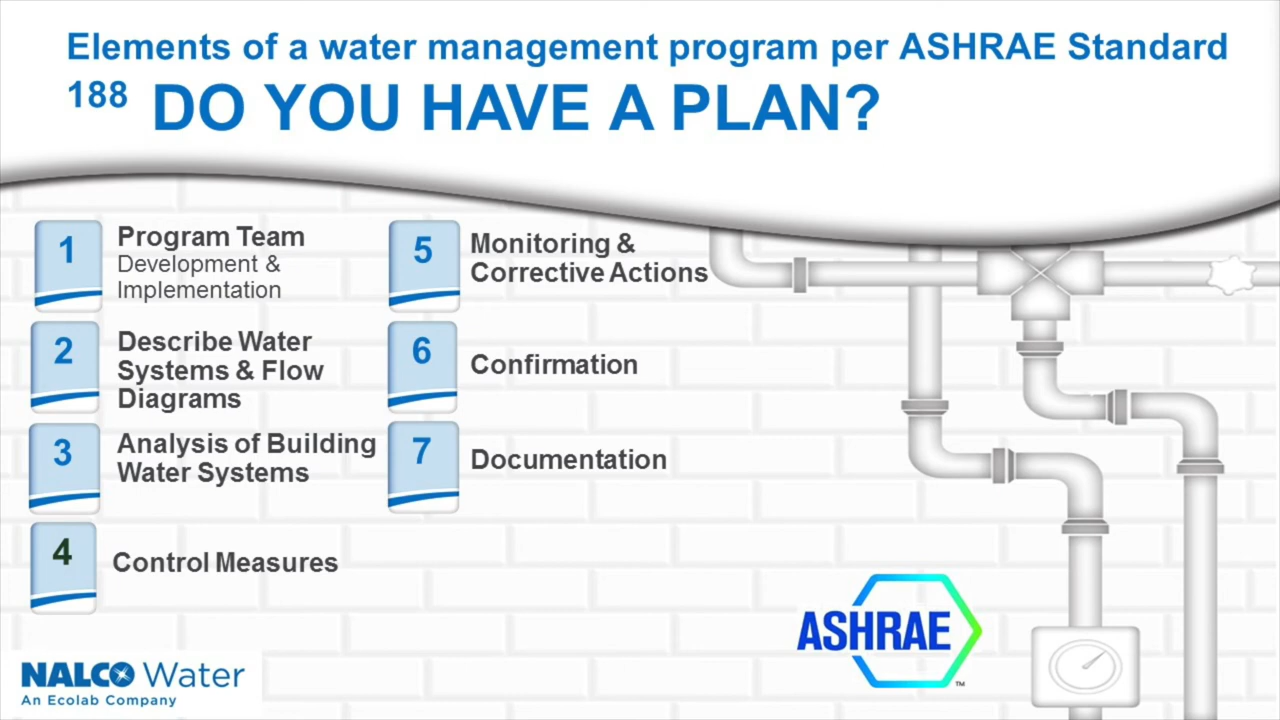 Elements of a water management program per ASHRAE Standard
188 DO YOU HAVE A PLAN?
1
Program Team
Development &
Implementation
2
Describe Water
Systems & Flow
Diagrams
3
Analysis of Building
Water Systems
4
Control Measures
5
Monitoring &
Corrective Actions
6
Confirmation
7
Documentation
ASHRAE
™
NALCO Water
An Ecolab Company